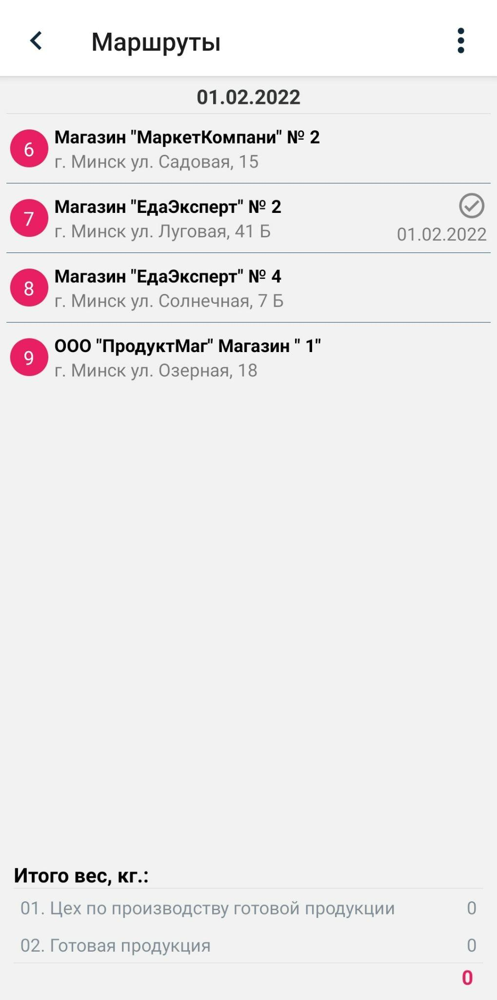 Маршруты
01.02.2022
6
Магазин "МаркетКомпани" № 2
г. Минск ул. Садовая, 15
7
Магазин "ЕдаЭксперт" № 2
г. Минск ул. Луговая, 41 Б
01.02.2022
8
Магазин "ЕдаЭксперт" № 4
г. Минск ул. Солнечная, 7 Б
9
ООО "ПродуктМаг" Магазин " 1"
г. Минск ул. Озерная, 18
Итого вес, кг.:
01. Цех по производству готовой продукции 0
02. Готовая продукция 0
0